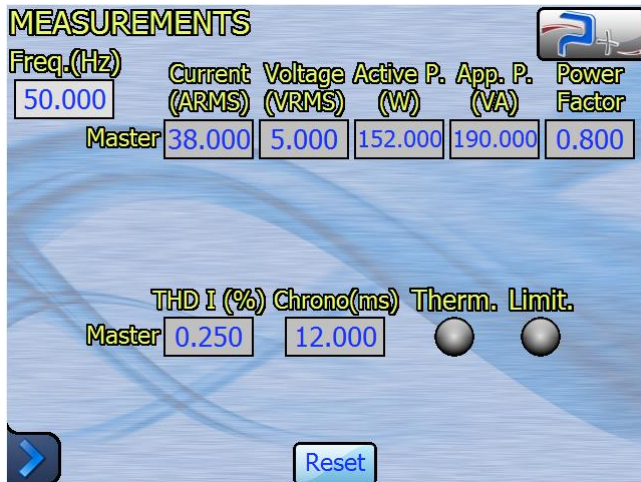 MEASUREMENTS
Freq.(Hz)
50.000
Current Voltage Active P. App. P. Power
(ARMS) (VRMS) (W) (VA) Factor
Master 38.000 5.000 152.000 190.000 0.800
THD I (%) Chrono(ms) Therm. Limit.
Master 0.250 12.000
Reset